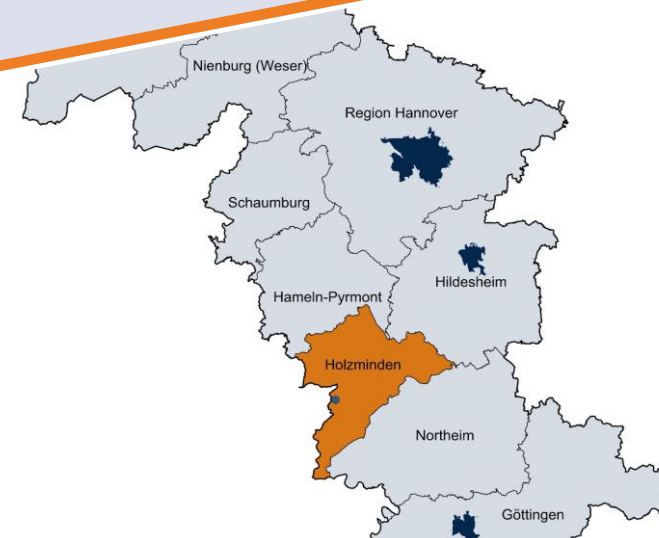 Nienburg (Weser)
Region Hannover
Schaumburg
Hildesheim
Hameln-Pyrmont
Holzminden
Northeim
Göttingen